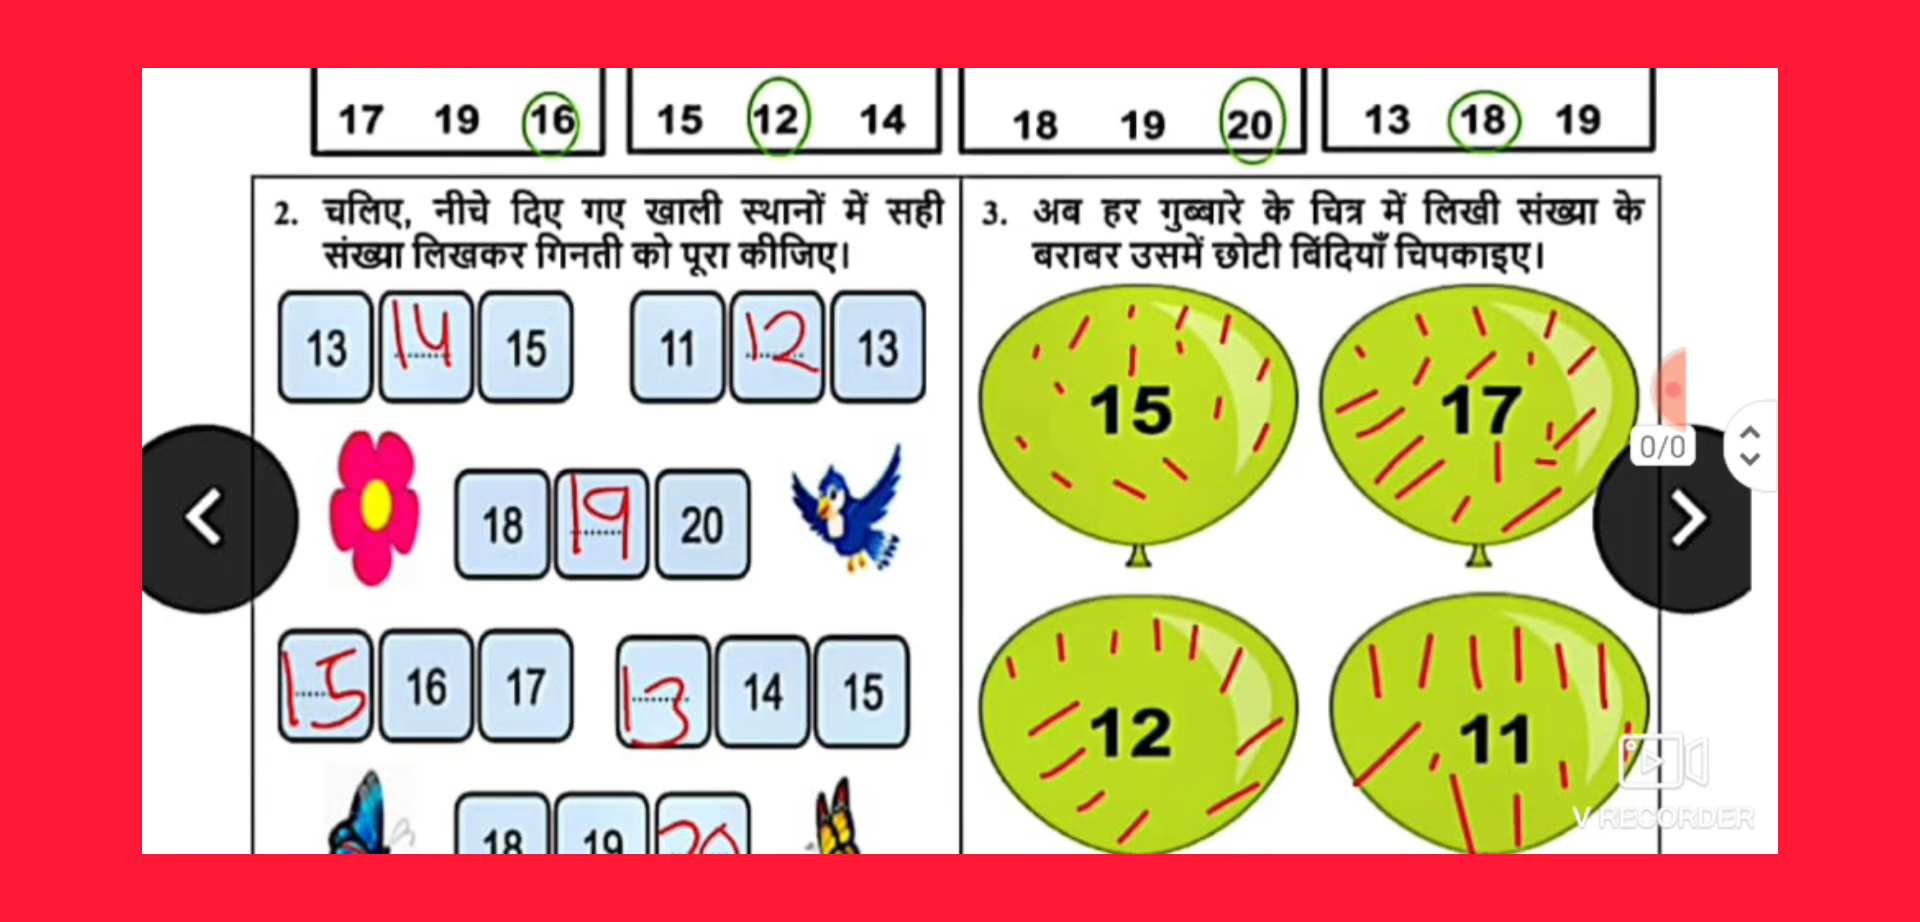 17 19 16 15 12 14 18 19 20 13 18 19
2. चलिए, नीचे दिए गए खाली स्थानों में सही
संख्या लिखकर गिनती को पूरा कीजिए।
13 14 15 11 12 13
18 19 20
15 16 17 13 14 15
18 19 20
3. अब हर गुब्बारे के चित्र में लिखी संख्या के
बराबर उसमें छोटी बिंदियाँ चिपकाइए।
15 17
0/0
12 11
V RECORDER